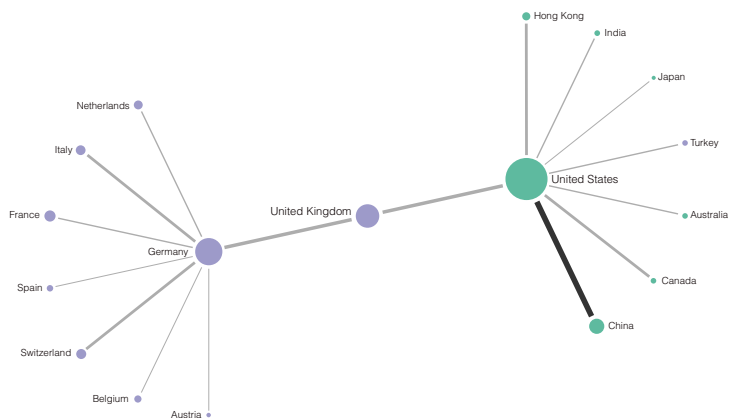 Hong Kong
India
Japan
Netherlands
Turkey
Italy
United States
United Kingdom
France
Australia
Germany
Canada
Spain
China
Switzerland
Belgium
Austria